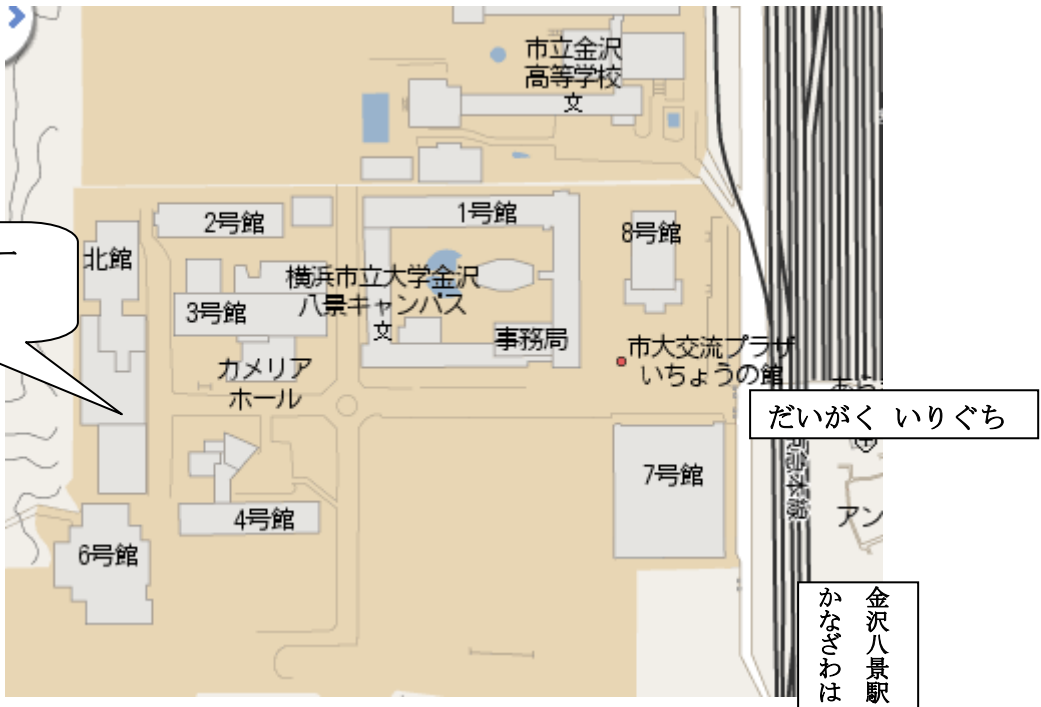 市立金沢
高等学校
文
2号館
1号館
8号館
北館
横浜市立大学金沢
八景キャンパス
文
3号館
事務局
市大交流プラザ
いちょうの館
カメリア
ホール
だいがく いりぐち
7号館
アン
4号館
6号館
金沢八景駅
かなざわは